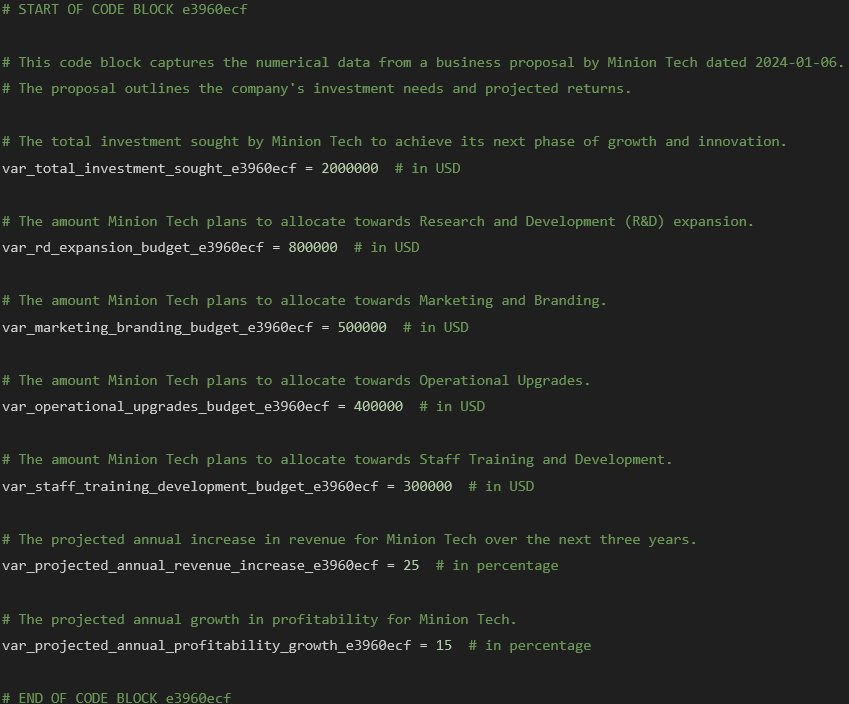 # START OF CODE BLOCK e3960ecf
# This code block captures the numerical data from a business proposal by Minion Tech dated 2024-01-06.
# The proposal outlines the company's investment needs and projected returns.
# The total investment sought by Minion Tech to achieve its next phase of growth and innovation.
var_total_investment_sought_e3960ecf = 2000000  # in USD
# The amount Minion Tech plans to allocate towards Research and Development (R&D) expansion.
var_rd_expansion_budget_e3960ecf = 800000  # in USD
# The amount Minion Tech plans to allocate towards Marketing and Branding.
var_marketing_branding_budget_e3960ecf = 500000  # in USD
# The amount Minion Tech plans to allocate towards Operational Upgrades.
var_operational_upgrades_budget_e3960ecf = 400000  # in USD
# The amount Minion Tech plans to allocate towards Staff Training and Development.
var_staff_training_development_budget_e3960ecf = 300000  # in USD
# The projected annual increase in revenue for Minion Tech over the next three years.
var_projected_annual_revenue_increase_e3960ecf = 25  # in percentage
# The projected annual growth in profitability for Minion Tech.
var_projected_annual_profitability_growth_e3960ecf = 15  # in percentage
# END OF CODE BLOCK e3960ecf